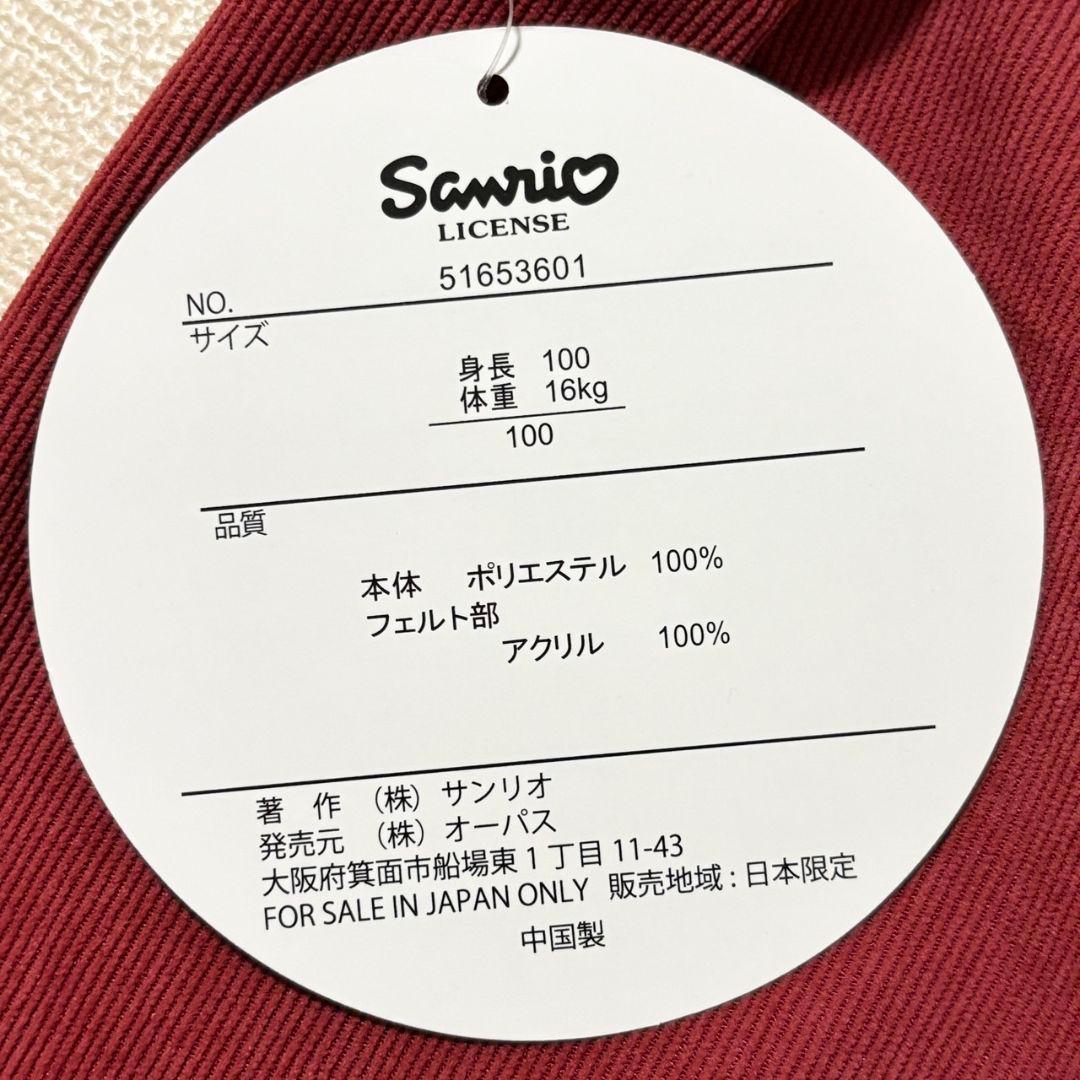 Sanrio
LICENSE
NO. 51653601
サイズ
身長 100
体重 16kg
100
品質
本体 ポリエステル 100%
フェルト部
アクリル 100%
著 作 (株) サンリオ
発売元 (株) オーパス
大阪府箕面市船場東1丁目11-43
FOR SALE IN JAPAN ONLY 販売地域:日本限定
中国製